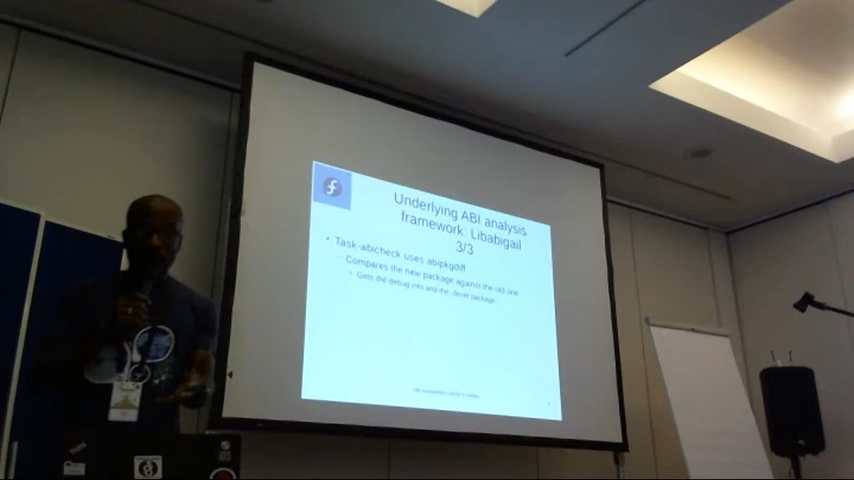 Underlying ABI analysis
framework: Libabigail
3/3
• Task-abicheck uses abipkgdiff
– Compares the new package against the old one
• Gets the debug info and the -devel package